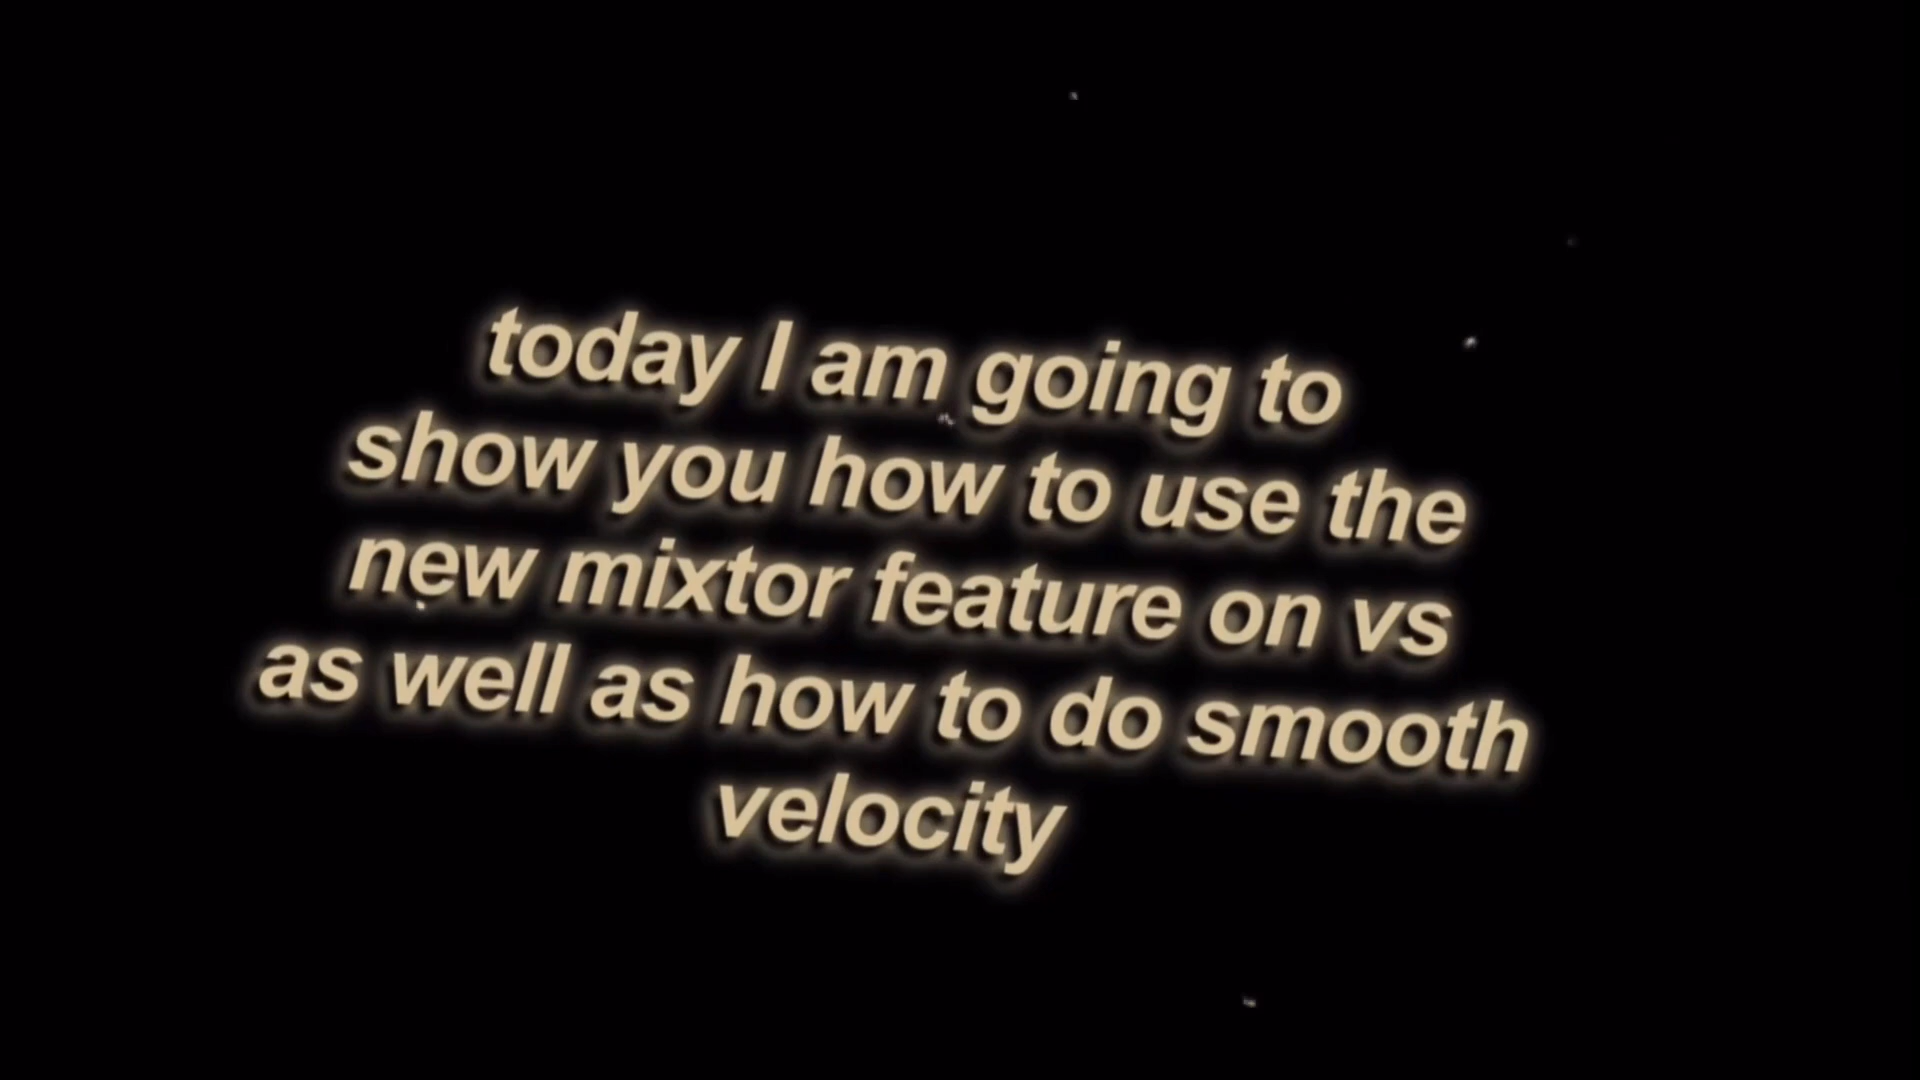 today I am going to
show you how to use the
new mixtor feature on vs
as well as how to do smooth
velocity